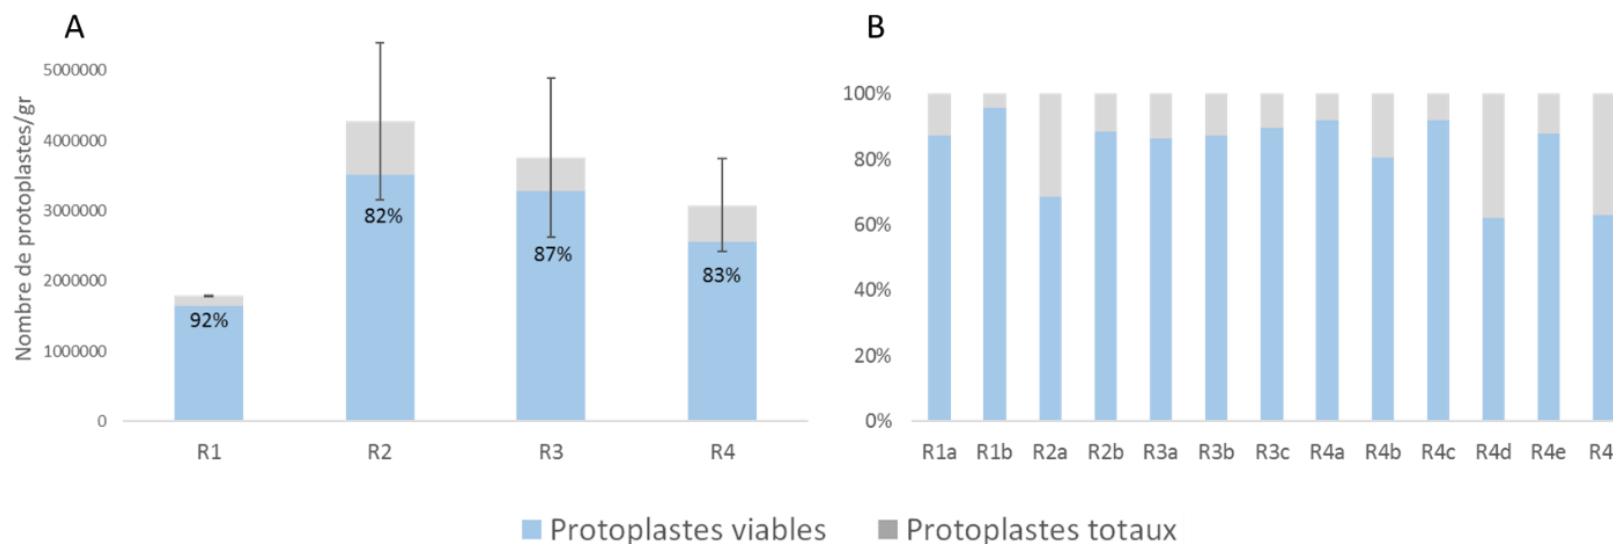 A
Nombre de protoplastes/gr
5000000
4000000
3000000
2000000
1000000
0
92%
82%
87%
83%
R1 R2 R3 R4
B
100%
80%
60%
40%
20%
0%
R1a R1b R2a R2b R3a R3b R3c R4a R4b R4c R4d R4e R4
Protoplastes viables Protoplastes totaux